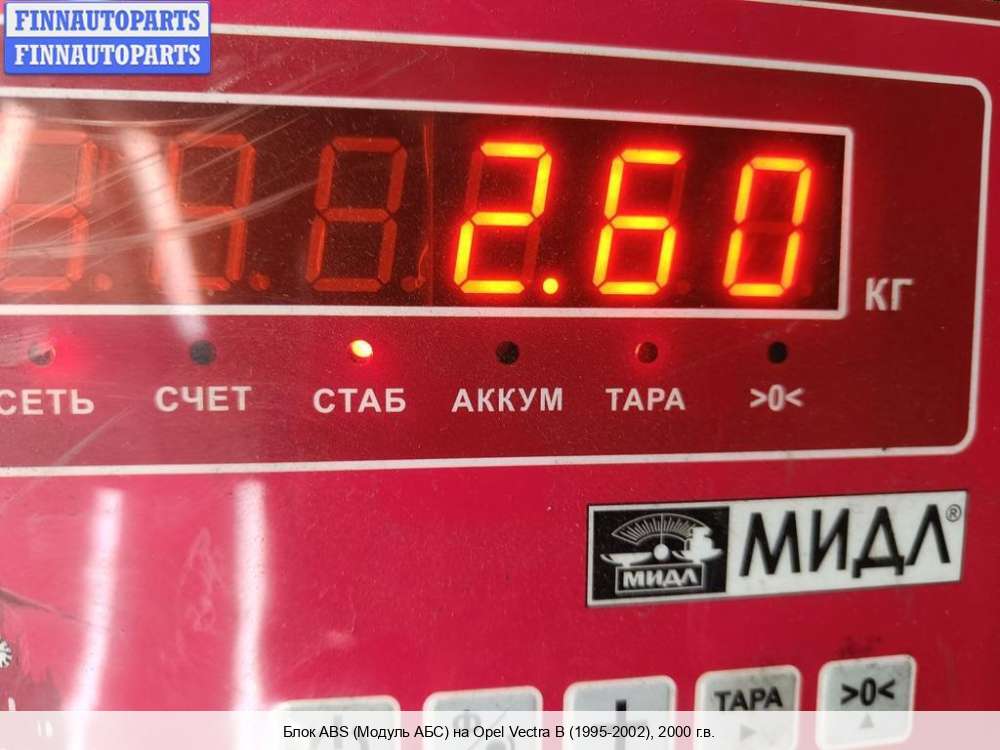 FINNAUTOPARTS
FINNAUTOPARTS
2.60
КГ
СЕТЬ СЧЕТ СТАБ АККУМ ТАРА >0<
МИДЛ МИДЛ®
ТАРА >0<
Блок ABS (Модуль АБС) на Opel Vectra B (1995-2002), 2000 г.в.